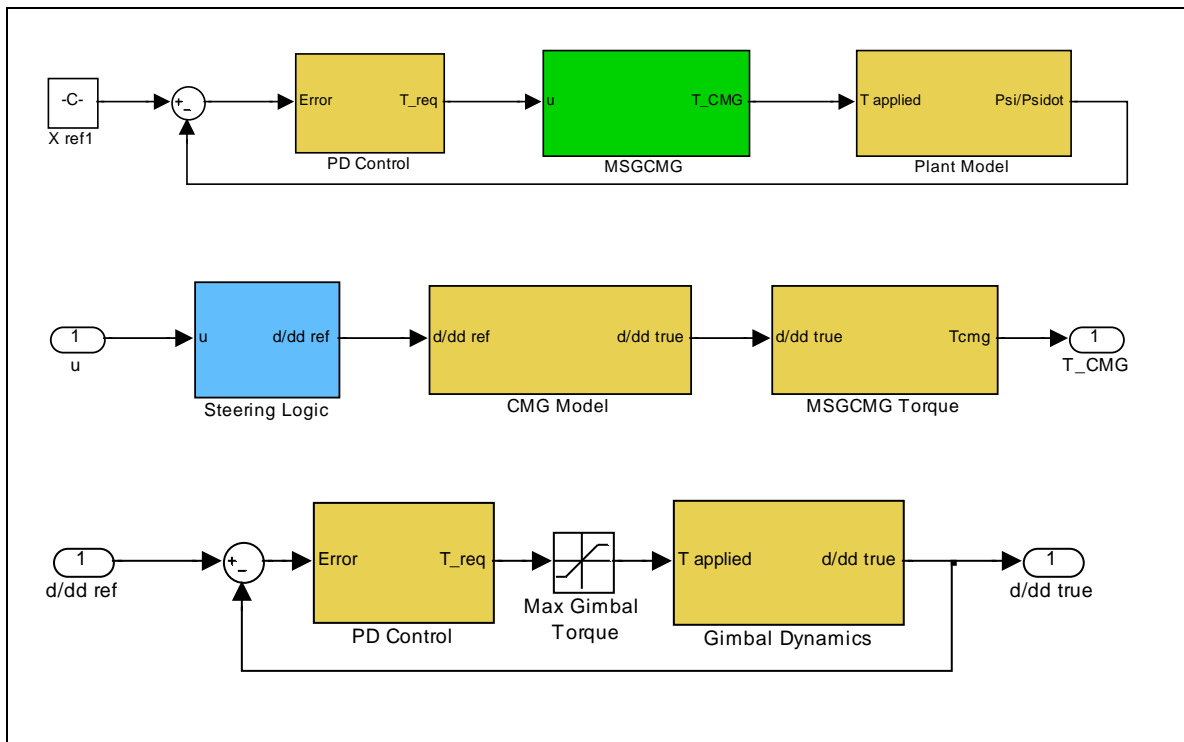 -C-
X ref1
+
−
Error
T_req
PD Control
u
T_CMG
MSGCMG
T applied
Psi/Psidot
Plant Model
1
u
u
d/dd ref
Steering Logic
d/dd ref
d/dd true
CMG Model
d/dd true
Tcmg
MSGCMG Torque
1
T_CMG
1
d/dd ref
+
−
Error
T_req
PD Control
Max Gimbal
Torque
T applied
d/dd true
Gimbal Dynamics
1
d/dd true